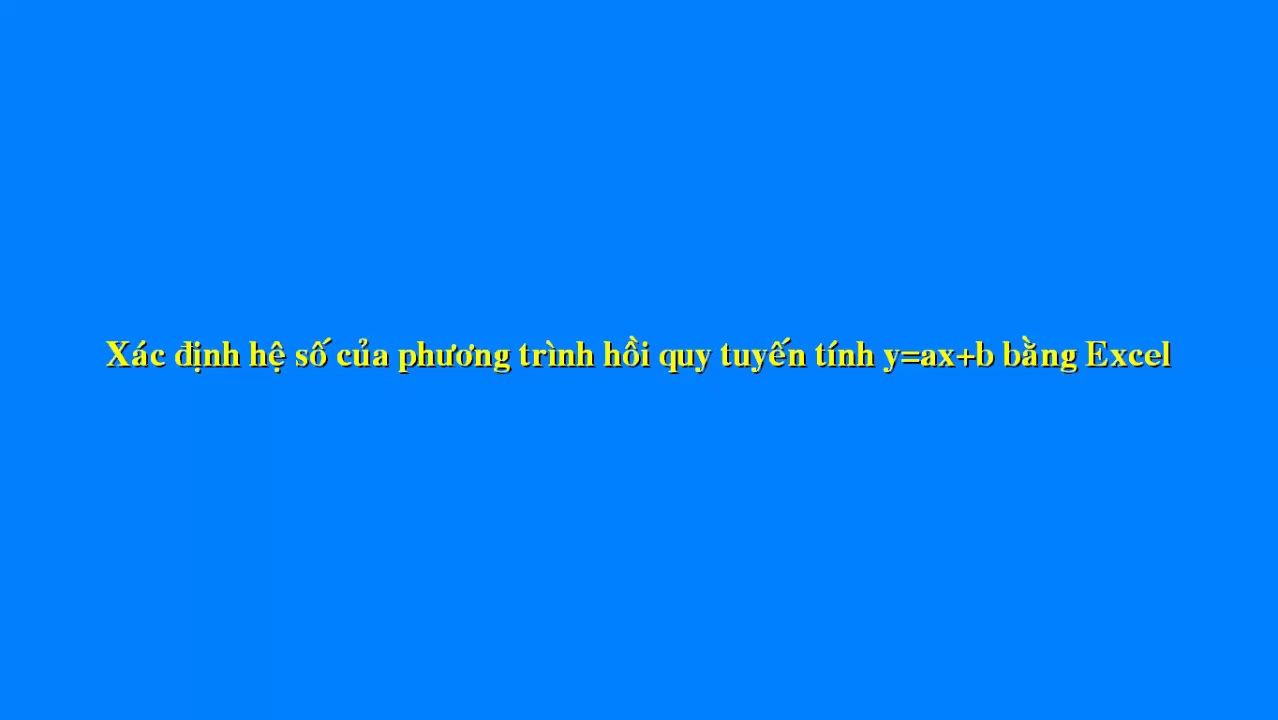 Xác định hệ số của phương trình hồi quy tuyến tính y=ax+b bằng Excel